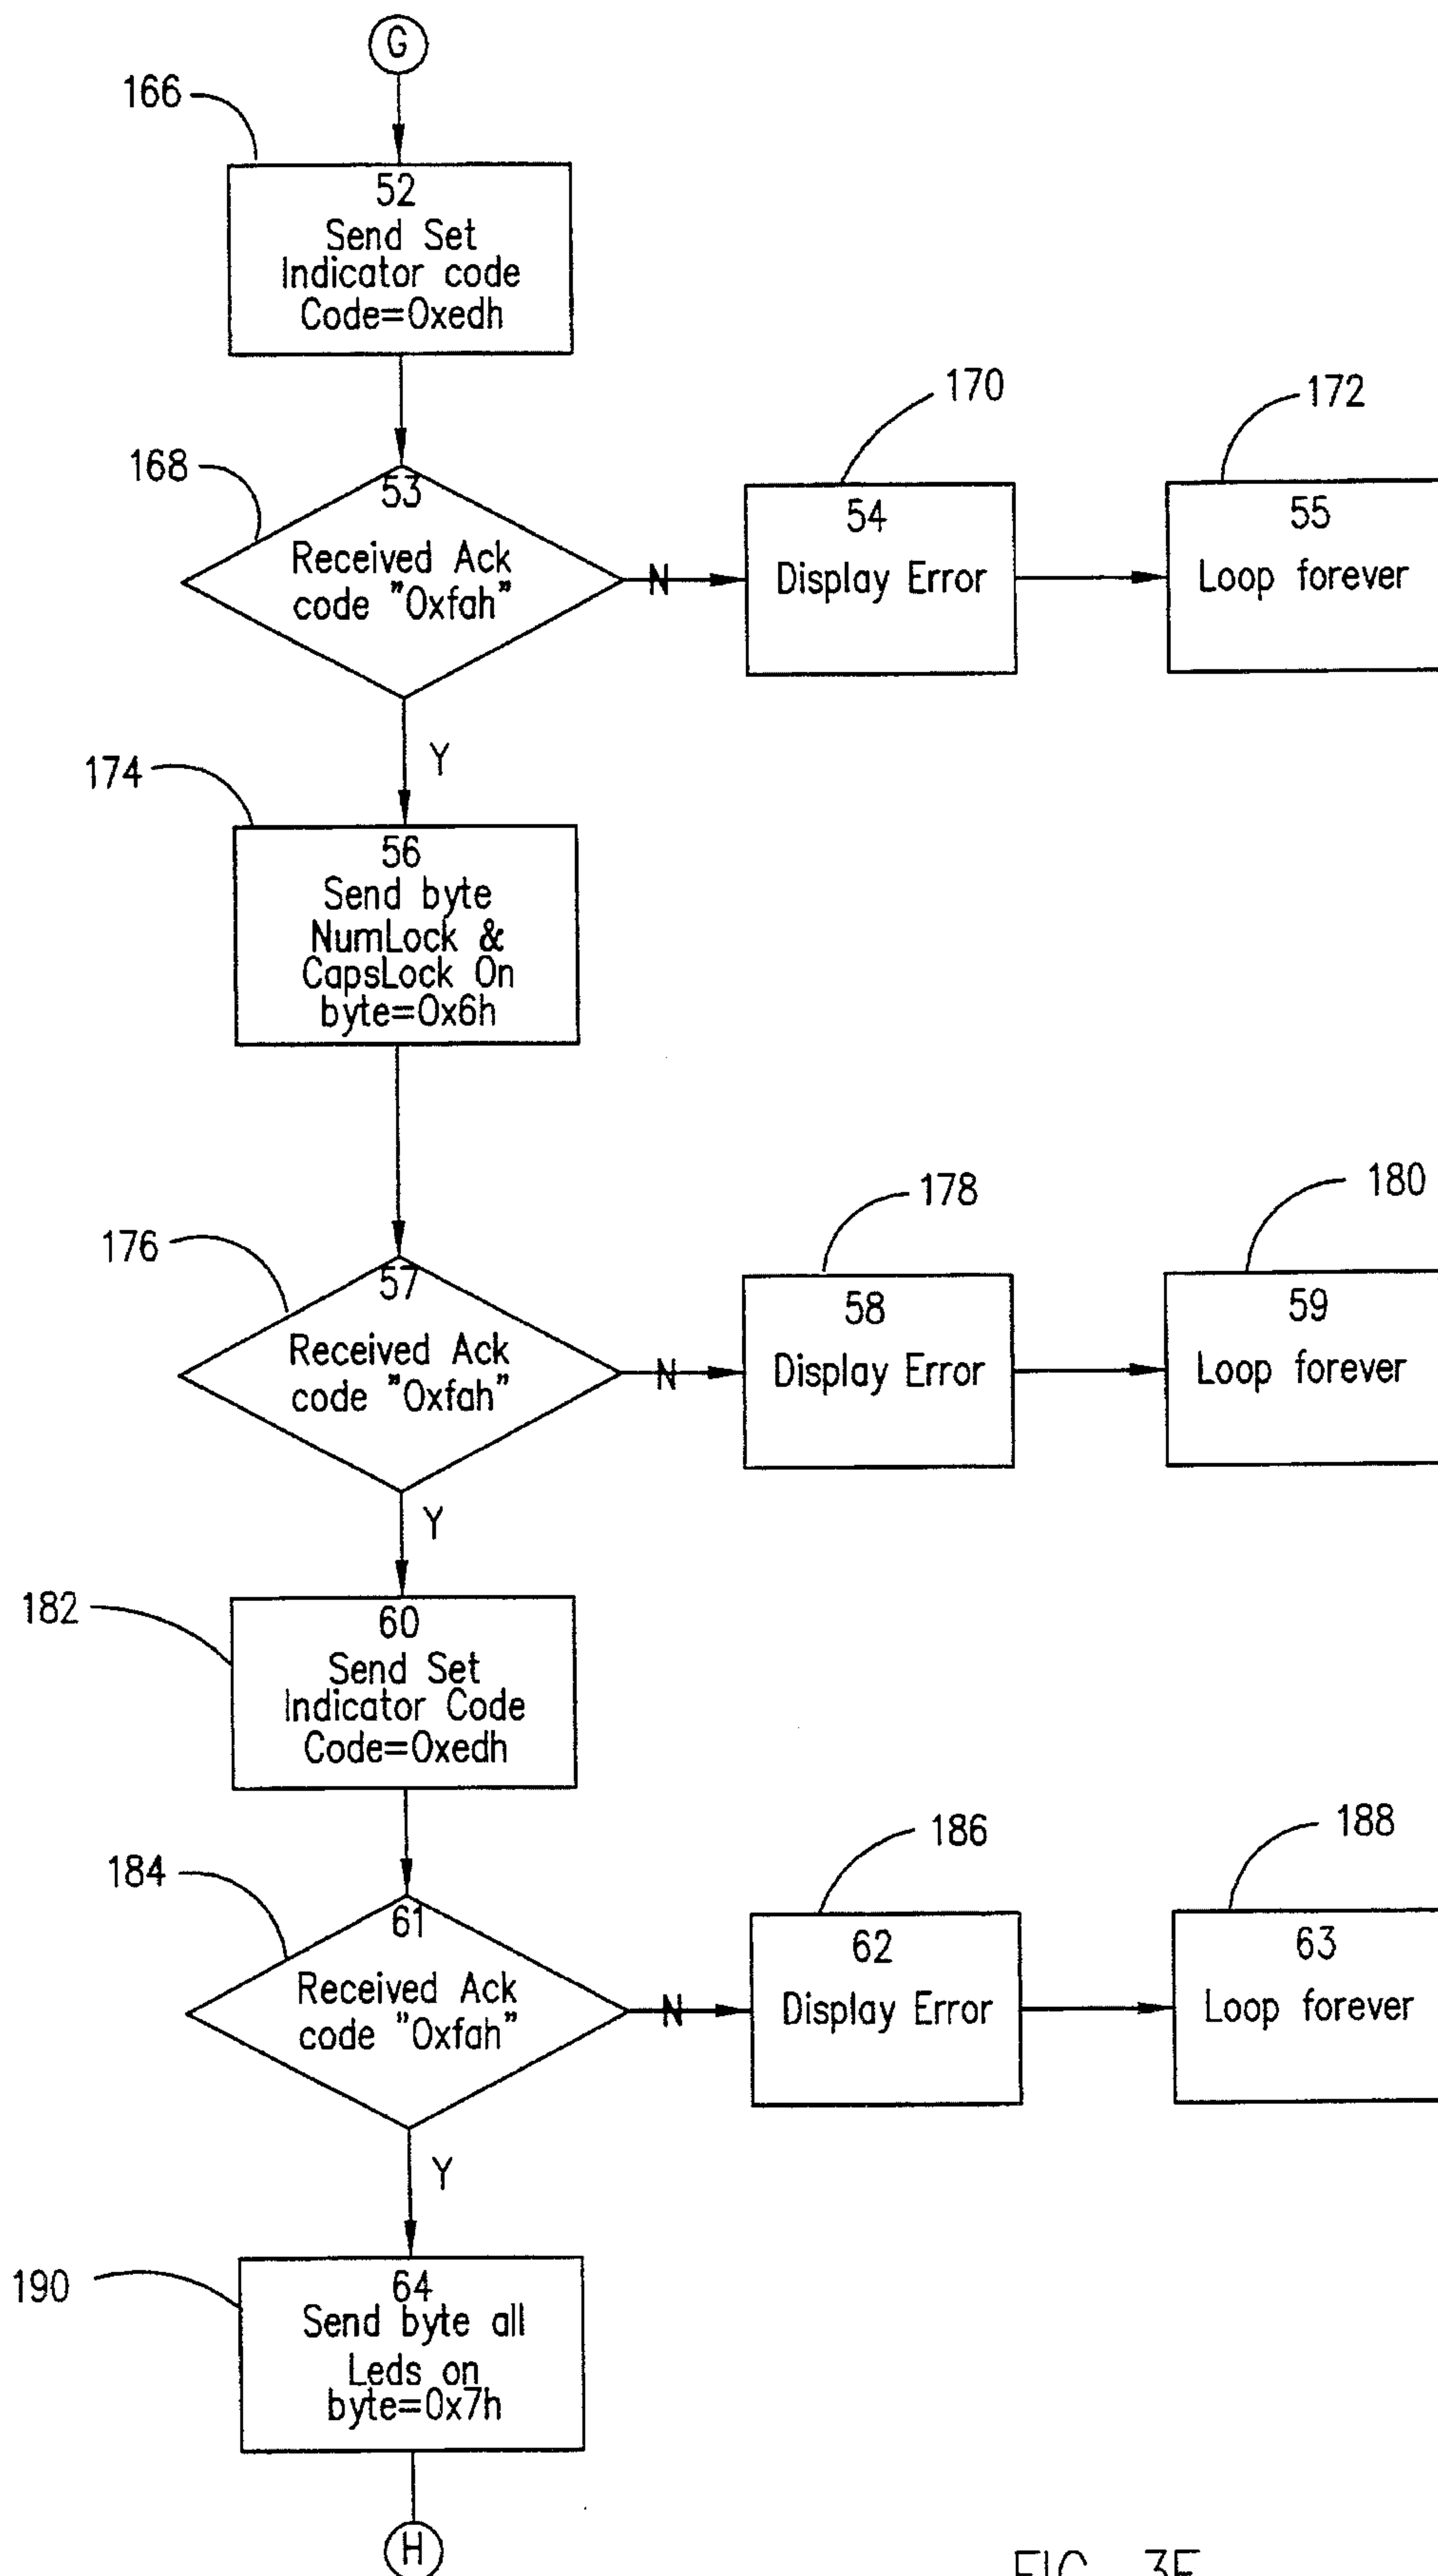 G
166
52
Send Set
Indicator code
Code=0xedh
168
53
Received Ack
code "0xfah"
N
170
54
Display Error
172
55
Loop forever
Y
174
56
Send byte
NumLock &
CapsLock On
byte=0x6h
176
57
Received Ack
code "0xfah"
N
178
58
Display Error
180
59
Loop forever
Y
182
60
Send Set
Indicator Code
Code=0xedh
184
61
Received Ack
code "0xfah"
N
186
62
Display Error
188
63
Loop forever
Y
190
64
Send byte all
Leds on
byte=0x7h
H